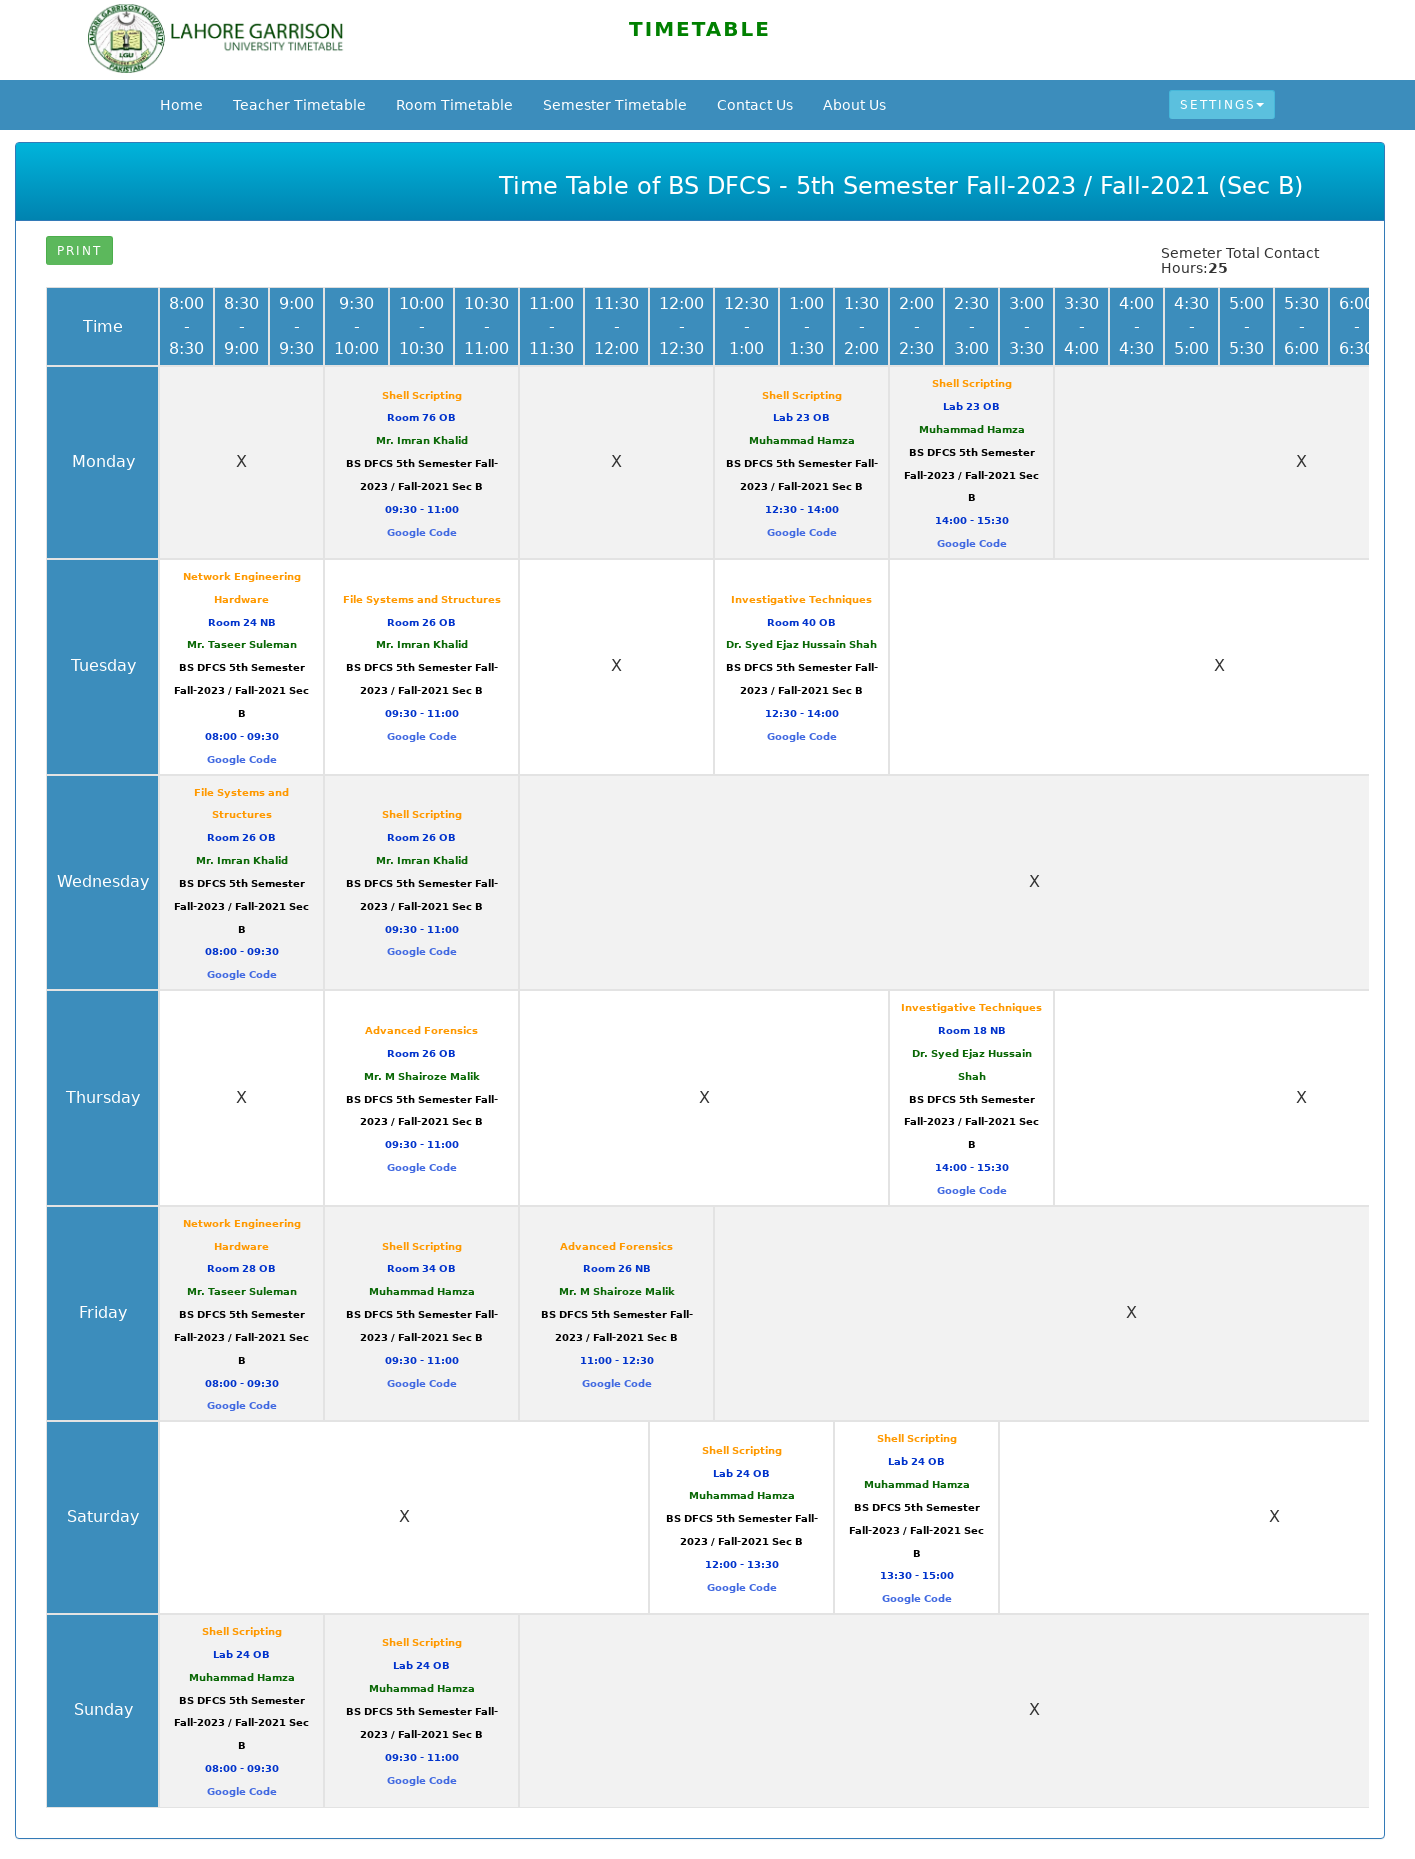 LAHORE GARRISON
UNIVERSITY TIMETABLE
TIMETABLE
Home Teacher Timetable Room Timetable Semester Timetable Contact Us About Us SETTINGS
Time Table of BS DFCS - 5th Semester Fall-2023 / Fall-2021 (Sec B)
PRINT
Semeter Total Contact
Hours:25
Time
8:00 - 8:30
8:30 - 9:00
9:00 - 9:30
9:30 - 10:00
10:00 - 10:30
10:30 - 11:00
11:00 - 11:30
11:30 - 12:00
12:00 - 12:30
12:30 - 1:00
1:00 - 1:30
1:30 - 2:00
2:00 - 2:30
2:30 - 3:00
3:00 - 3:30
3:30 - 4:00
4:00 - 4:30
4:30 - 5:00
5:00 - 5:30
5:30 - 6:00
6:00 - 6:30
Monday
X
Shell Scripting
Room 76 OB
Mr. Imran Khalid
BS DFCS 5th Semester Fall-
2023 / Fall-2021 Sec B
09:30 - 11:00
Google Code
X
Shell Scripting
Lab 23 OB
Muhammad Hamza
BS DFCS 5th Semester Fall-
2023 / Fall-2021 Sec B
12:30 - 14:00
Google Code
Shell Scripting
Lab 23 OB
Muhammad Hamza
BS DFCS 5th Semester
Fall-2023 / Fall-2021 Sec
B
14:00 - 15:30
Google Code
X
Tuesday
Network Engineering
Hardware
Room 24 NB
Mr. Taseer Suleman
BS DFCS 5th Semester
Fall-2023 / Fall-2021 Sec
B
08:00 - 09:30
Google Code
File Systems and Structures
Room 26 OB
Mr. Imran Khalid
BS DFCS 5th Semester Fall-
2023 / Fall-2021 Sec B
09:30 - 11:00
Google Code
X
Investigative Techniques
Room 40 OB
Dr. Syed Ejaz Hussain Shah
BS DFCS 5th Semester Fall-
2023 / Fall-2021 Sec B
12:30 - 14:00
Google Code
X
Wednesday
File Systems and
Structures
Room 26 OB
Mr. Imran Khalid
BS DFCS 5th Semester
Fall-2023 / Fall-2021 Sec
B
08:00 - 09:30
Google Code
Shell Scripting
Room 26 OB
Mr. Imran Khalid
BS DFCS 5th Semester Fall-
2023 / Fall-2021 Sec B
09:30 - 11:00
Google Code
X
Thursday
X
Advanced Forensics
Room 26 OB
Mr. M Shairoze Malik
BS DFCS 5th Semester Fall-
2023 / Fall-2021 Sec B
09:30 - 11:00
Google Code
X
Investigative Techniques
Room 18 NB
Dr. Syed Ejaz Hussain
Shah
BS DFCS 5th Semester
Fall-2023 / Fall-2021 Sec
B
14:00 - 15:30
Google Code
X
Friday
Network Engineering
Hardware
Room 28 OB
Mr. Taseer Suleman
BS DFCS 5th Semester
Fall-2023 / Fall-2021 Sec
B
08:00 - 09:30
Google Code
Shell Scripting
Room 34 OB
Muhammad Hamza
BS DFCS 5th Semester Fall-
2023 / Fall-2021 Sec B
09:30 - 11:00
Google Code
Advanced Forensics
Room 26 NB
Mr. M Shairoze Malik
BS DFCS 5th Semester Fall-
2023 / Fall-2021 Sec B
11:00 - 12:30
Google Code
X
Saturday
X
Shell Scripting
Lab 24 OB
Muhammad Hamza
BS DFCS 5th Semester Fall-
2023 / Fall-2021 Sec B
12:00 - 13:30
Google Code
Shell Scripting
Lab 24 OB
Muhammad Hamza
BS DFCS 5th Semester
Fall-2023 / Fall-2021 Sec
B
13:30 - 15:00
Google Code
X
Sunday
Shell Scripting
Lab 24 OB
Muhammad Hamza
BS DFCS 5th Semester
Fall-2023 / Fall-2021 Sec
B
08:00 - 09:30
Google Code
Shell Scripting
Lab 24 OB
Muhammad Hamza
BS DFCS 5th Semester Fall-
2023 / Fall-2021 Sec B
09:30 - 11:00
Google Code
X